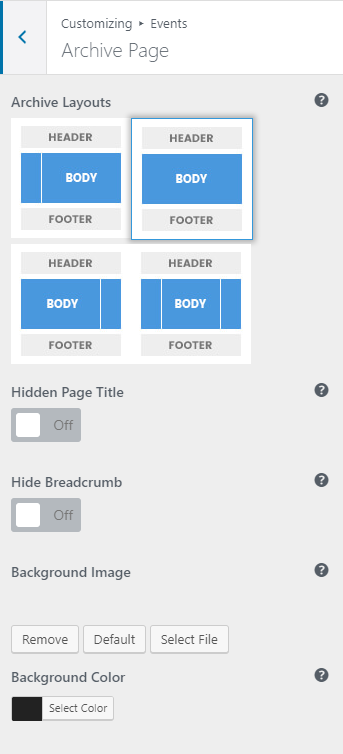 Customizing ▸ Events
Archive Page
Archive Layouts
HEADER HEADER
BODY BODY
FOOTER FOOTER
HEADER HEADER
BODY BODY
FOOTER FOOTER
Hidden Page Title
Off
Hide Breadcrumb
Off
Background Image
Remove Default Select File
Background Color
Select Color